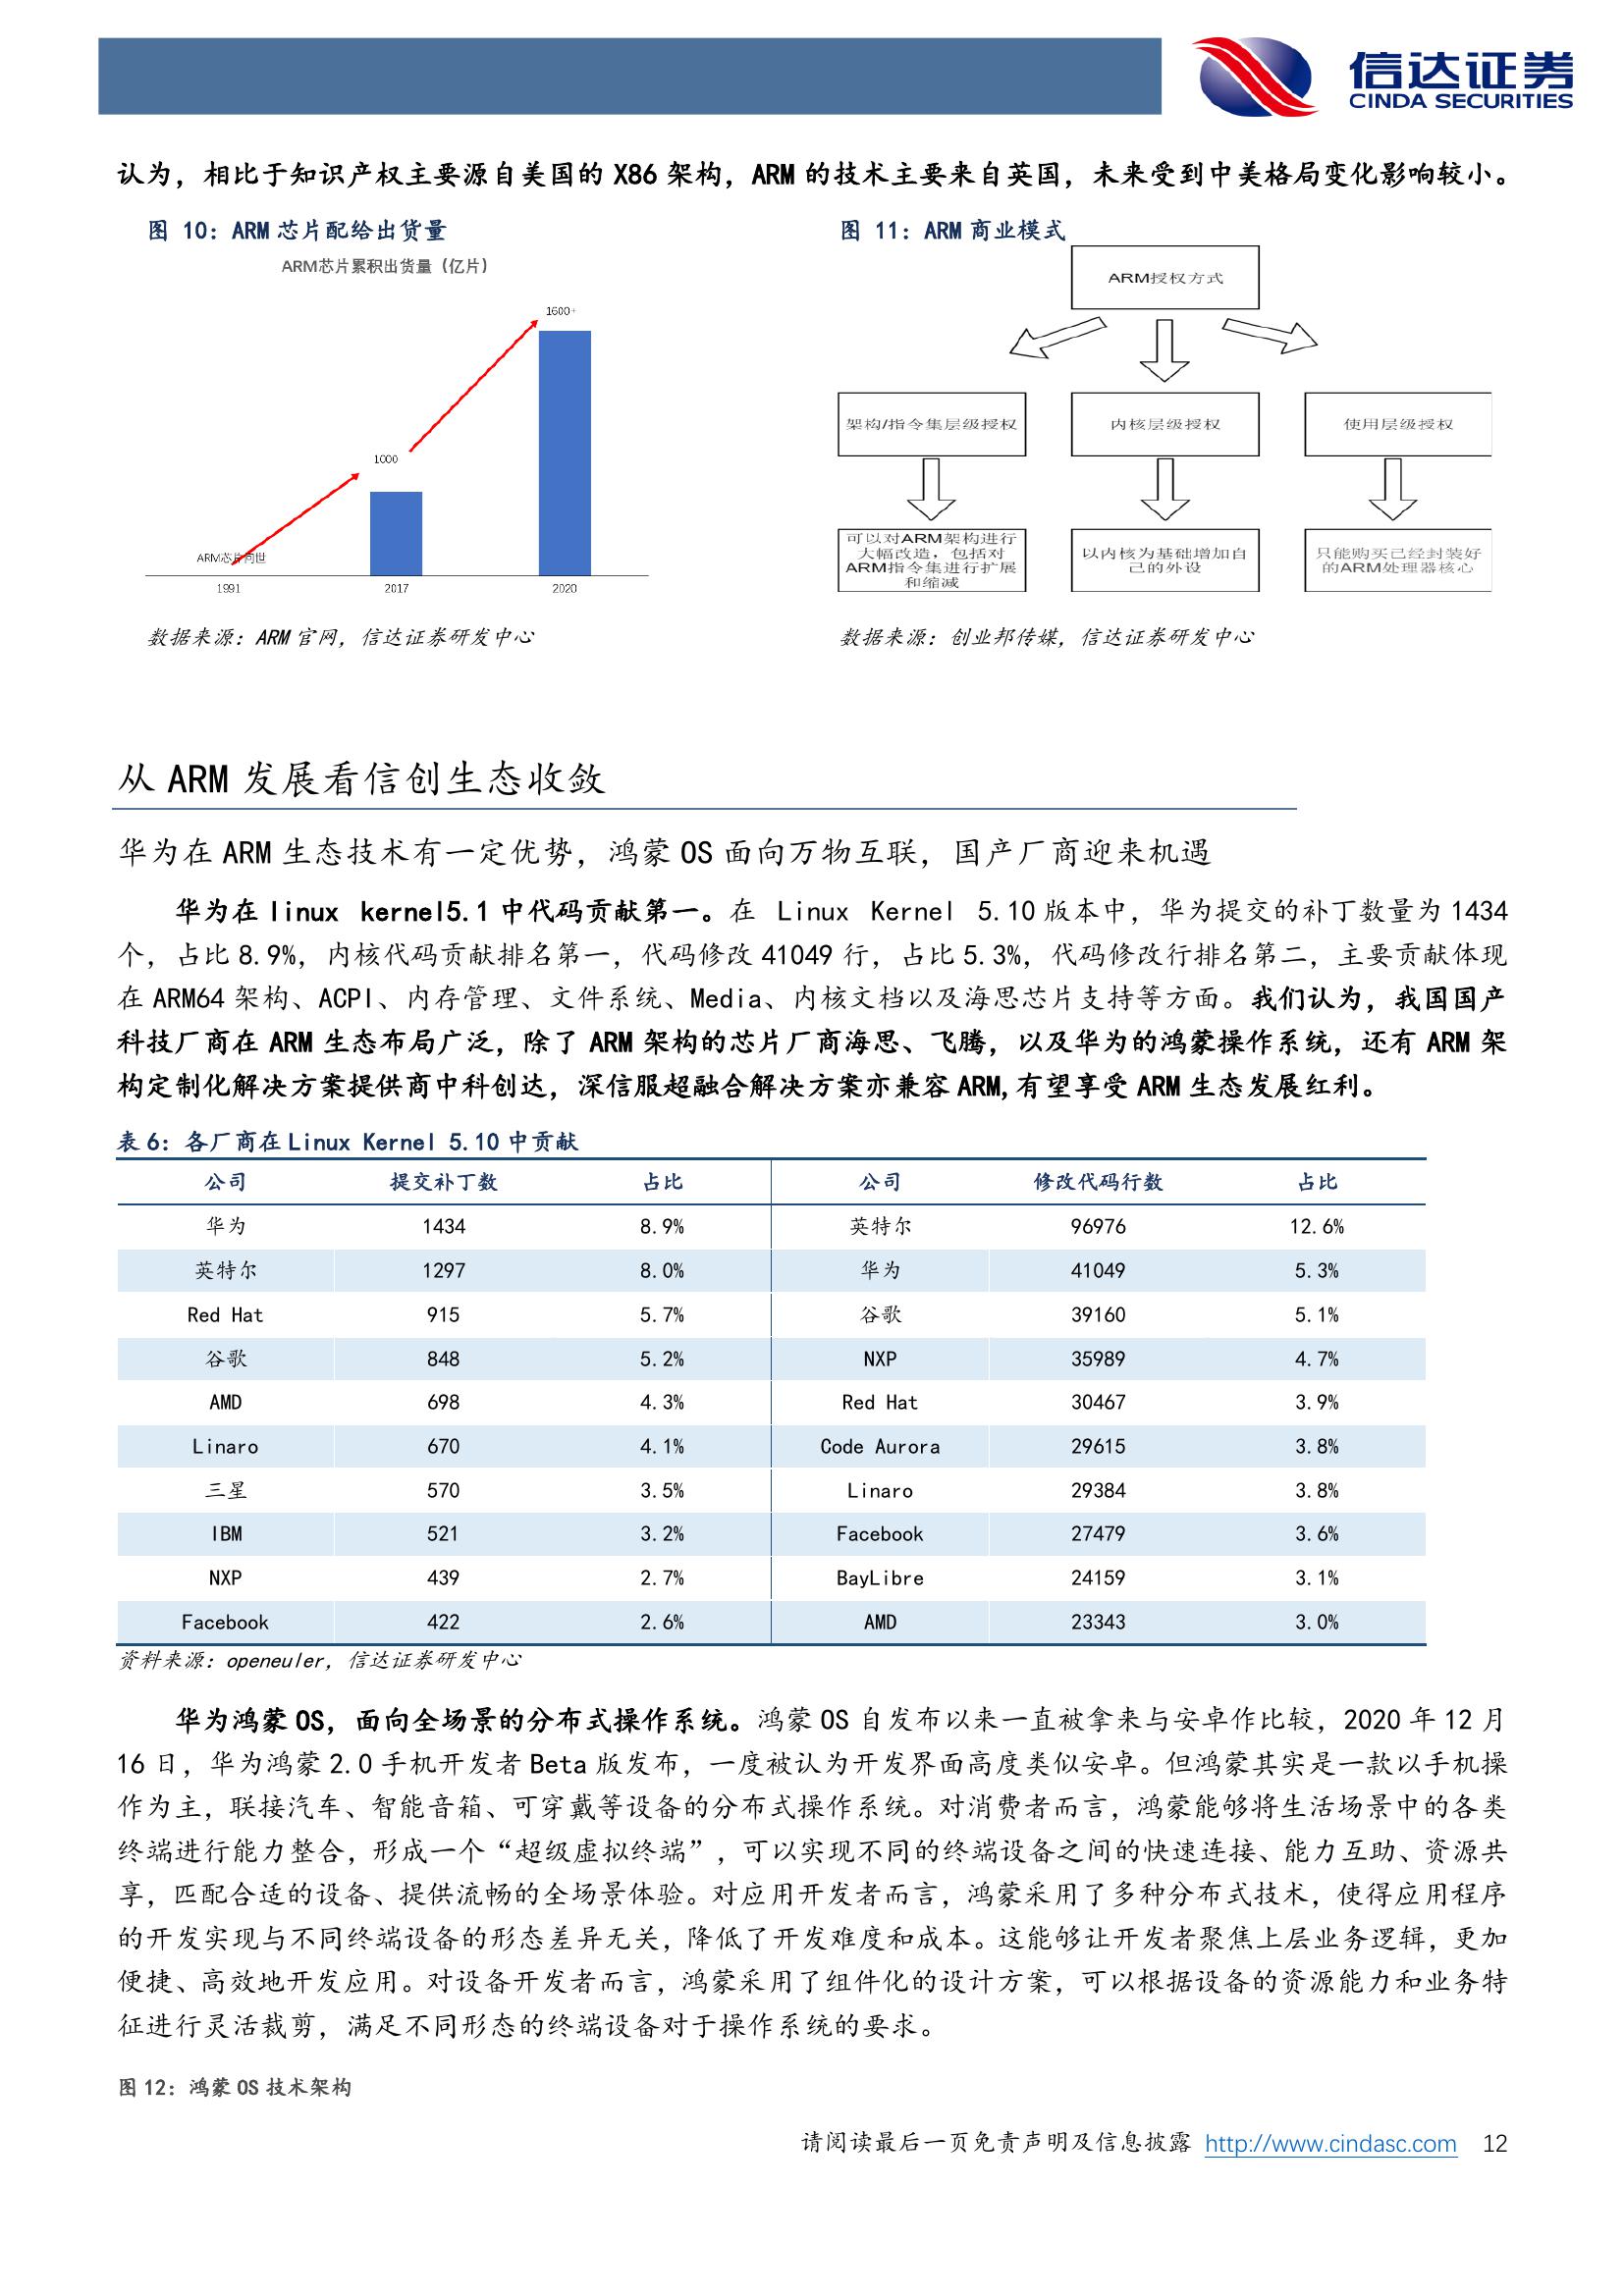 信达证券
CINDA SECURITIES
认为，相比于知识产权主要源自美国的 X86 架构，ARM 的技术主要来自英国，未来受到中美格局变化影响较小。
图 10：ARM 芯片配给出货量
ARM芯片累积出货量（亿片）
1600+
1000
ARM芯片问世
1991 2017 2020
数据来源：ARM 官网，信达证券研发中心
图 11：ARM 商业模式
ARM授权方式
架构/指令集层级授权 内核层级授权 使用层级授权
可以对ARM架构进行
大幅改造，包括对
ARM指令集进行扩展
和缩减
以内核为基础增加自
己的外设
只能购买已经封装好
的ARM处理器核心
数据来源：创业邦传媒，信达证券研发中心
从 ARM 发展看信创生态收敛
华为在 ARM 生态技术有一定优势，鸿蒙 OS 面向万物互联，国产厂商迎来机遇
华为在 linux kernel5.1 中代码贡献第一。在 Linux Kernel 5.10 版本中，华为提交的补丁数量为 1434
个，占比 8.9%，内核代码贡献排名第一，代码修改 41049 行，占比 5.3%，代码修改行排名第二，主要贡献体现
在 ARM64 架构、ACPI、内存管理、文件系统、Media、内核文档以及海思芯片支持等方面。我们认为，我国国产
科技厂商在 ARM 生态布局广泛，除了 ARM 架构的芯片厂商海思、飞腾，以及华为的鸿蒙操作系统，还有 ARM 架
构定制化解决方案提供商中科创达，深信服超融合解决方案亦兼容 ARM,有望享受 ARM 生态发展红利。
表 6：各厂商在 Linux Kernel 5.10 中贡献
公司 提交补丁数 占比 公司 修改代码行数 占比
华为 1434 8.9% 英特尔 96976 12.6%
英特尔 1297 8.0% 华为 41049 5.3%
Red Hat 915 5.7% 谷歌 39160 5.1%
谷歌 848 5.2% NXP 35989 4.7%
AMD 698 4.3% Red Hat 30467 3.9%
Linaro 670 4.1% Code Aurora 29615 3.8%
三星 570 3.5% Linaro 29384 3.8%
IBM 521 3.2% Facebook 27479 3.6%
NXP 439 2.7% BayLibre 24159 3.1%
Facebook 422 2.6% AMD 23343 3.0%
资料来源：openeuler，信达证券研发中心
华为鸿蒙 OS，面向全场景的分布式操作系统。鸿蒙 OS 自发布以来一直被拿来与安卓作比较，2020 年 12 月
16 日，华为鸿蒙 2.0 手机开发者 Beta 版发布，一度被认为开发界面高度类似安卓。但鸿蒙其实是一款以手机操
作为主，联接汽车、智能音箱、可穿戴等设备的分布式操作系统。对消费者而言，鸿蒙能够将生活场景中的各类
终端进行能力整合，形成一个“超级虚拟终端”，可以实现不同的终端设备之间的快速连接、能力互助、资源共
享，匹配合适的设备、提供流畅的全场景体验。对应用开发者而言，鸿蒙采用了多种分布式技术，使得应用程序
的开发实现与不同终端设备的形态差异无关，降低了开发难度和成本。这能够让开发者聚焦上层业务逻辑，更加
便捷、高效地开发应用。对设备开发者而言，鸿蒙采用了组件化的设计方案，可以根据设备的资源能力和业务特
征进行灵活裁剪，满足不同形态的终端设备对于操作系统的要求。
图 12：鸿蒙 OS 技术架构
请阅读最后一页免责声明及信息披露 http://www.cindasc.com 12